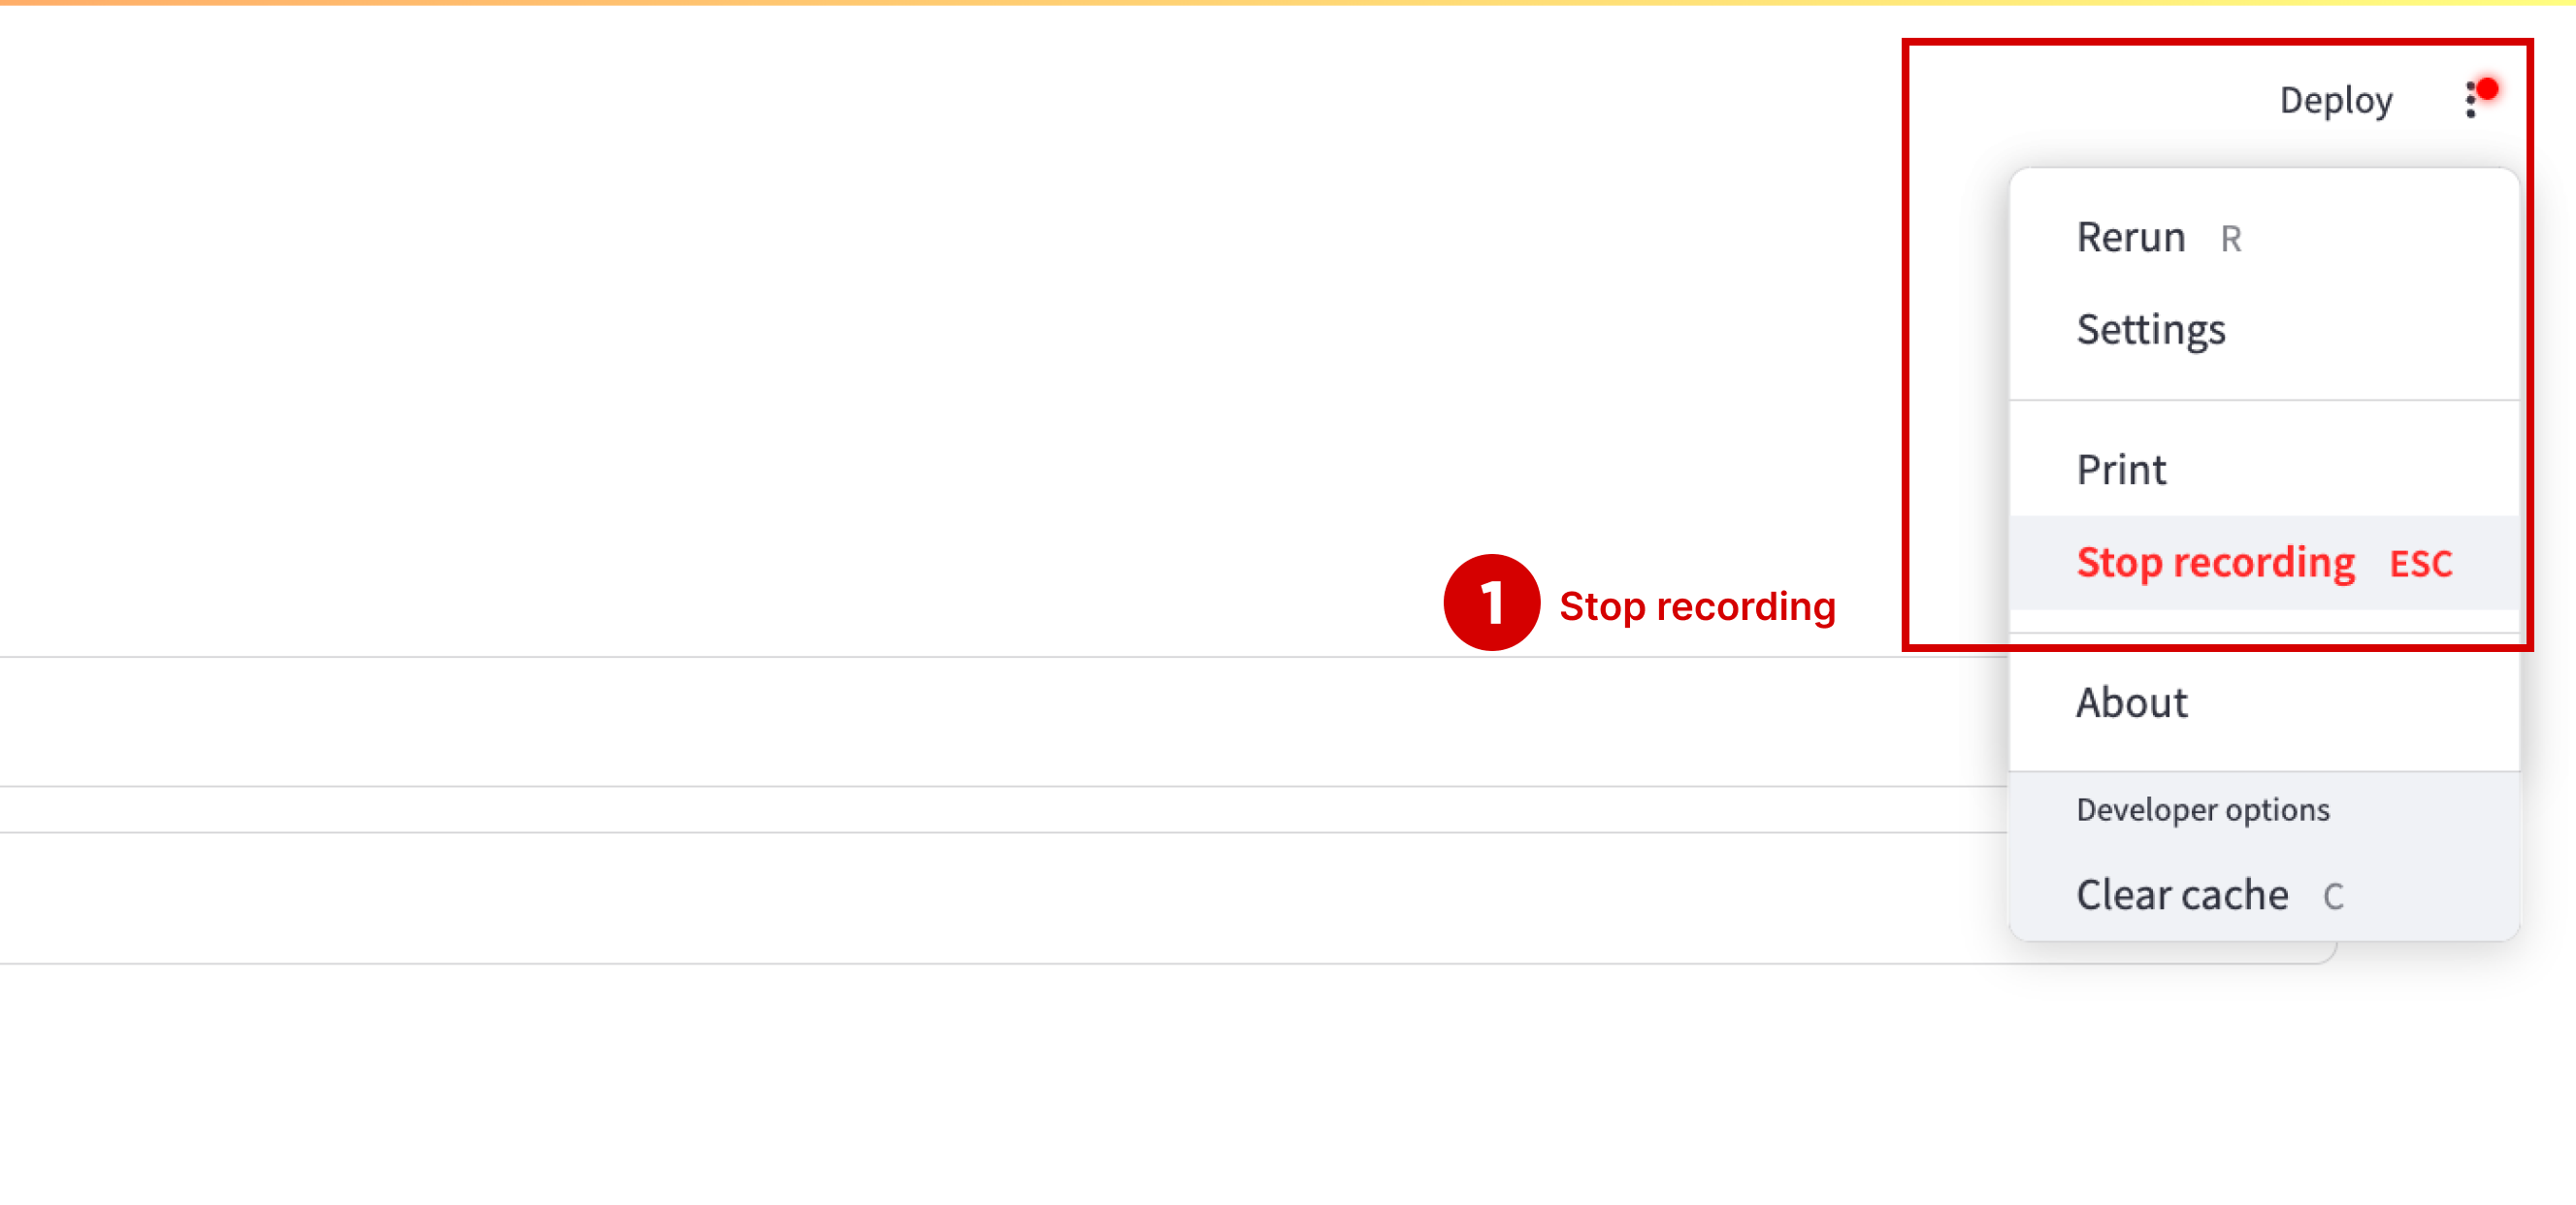 Deploy
Rerun R
Settings
Print
Stop recording ESC
1 Stop recording
About
Developer options
Clear cache C